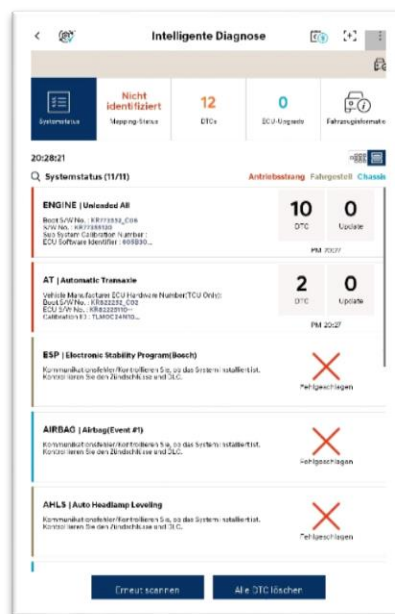 Intelligente Diagnose
Nicht
identifiziert
12
0
Systemstatus
Mapping-Status
DTCs
ECU-Upgrade
20:28:21
Systemstatus (11/11)
Antriebsstrang Fahrgestell Chassis
ENGINE | Unleaded All
Sub System Calibration Number :
10
0
DTC
Update
AT | Automatic Transaxle
Vehicle Manufacturer ECU Hardware Number(TCU Only):
2
0
DTC
Update
PM 20:27
ESP | Electronic Stability Program(Bosch)
Kommunikationsfehler/Kontrollieren Sie, ob das System installiert ist.
Kontrollieren Sie den Zündschlüssel und DLC.
Fehlgeschlagen
AIRBAG | Airbag(Event #1)
Kommunikationsfehler/Kontrollieren Sie, ob das System installiert ist.
Kontrollieren Sie den Zündschlüssel und DLC.
Fehlgeschlagen
AHLS | Auto Headlamp Leveling
Kommunikationsfehler/Kontrollieren Sie, ob das System installiert ist.
Kontrollieren Sie den Zündschlüssel und DLC.
Fehlgeschlagen
Erneut scannen
Alle DTC löschen